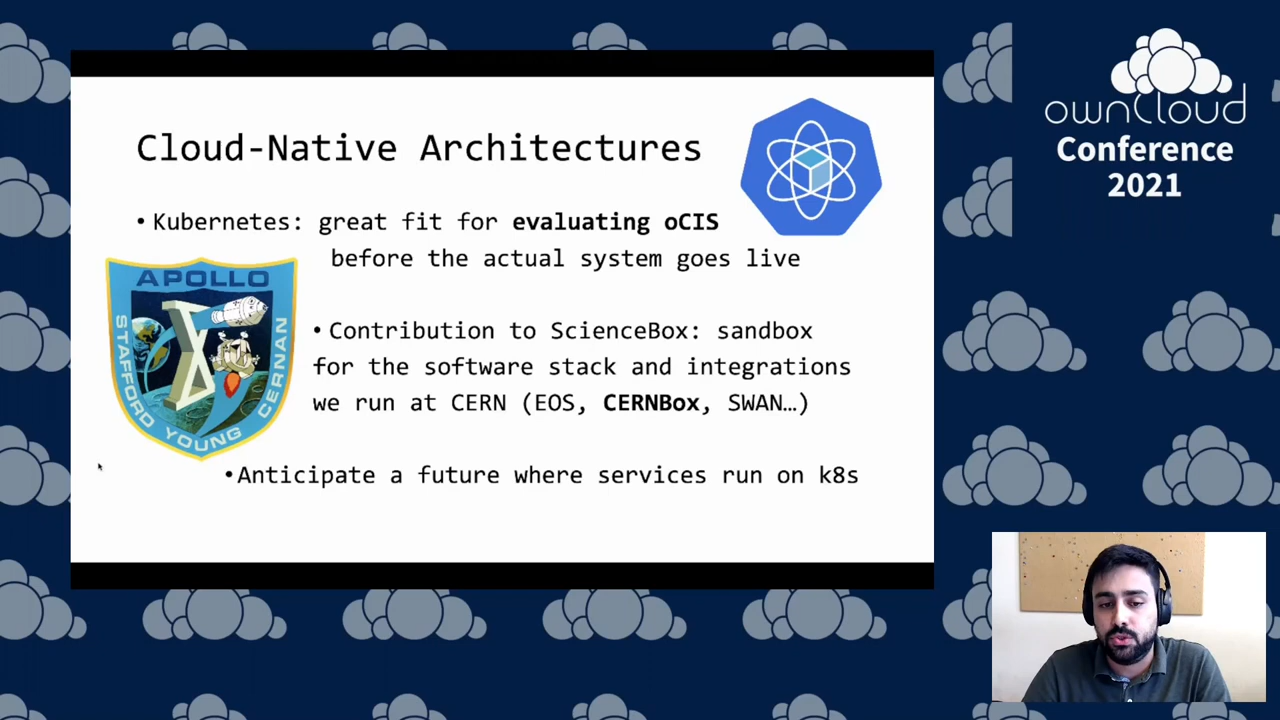 Cloud-Native Architectures
• Kubernetes: great fit for evaluating oCIS
before the actual system goes live
APOLLO
X
STAFFORD YOUNG CERNAN
• Contribution to ScienceBox: sandbox
for the software stack and integrations
we run at CERN (EOS, CERNBox, SWAN…)
•Anticipate a future where services run on k8s
ownCloud
Conference
2021